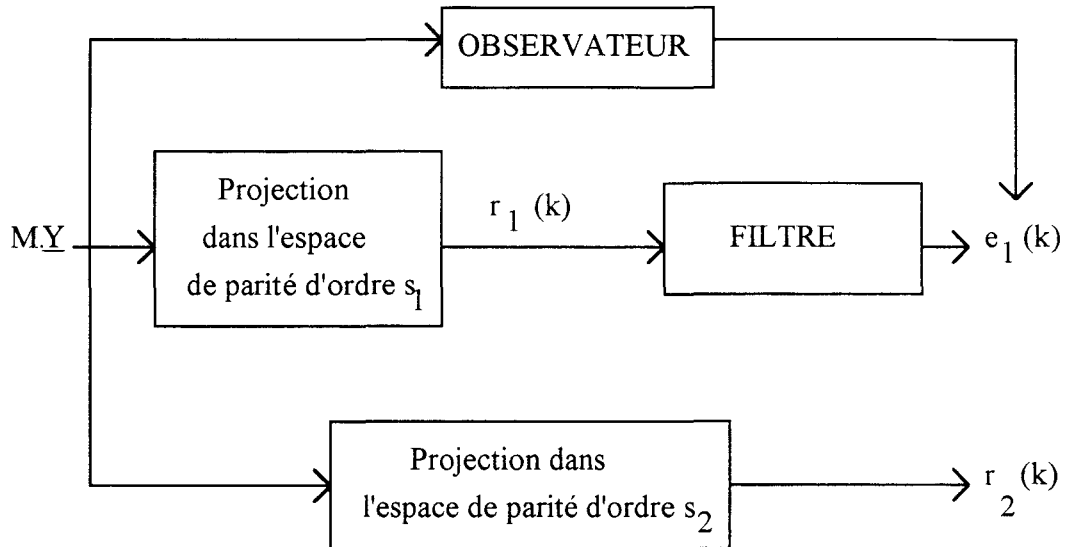 OBSERVATEUR
Projection
dans l'espace
de parité d'ordre s1
M.Y
r1 (k)
FILTRE
e1 (k)
Projection dans
l'espace de parité d'ordre s2
r2 (k)